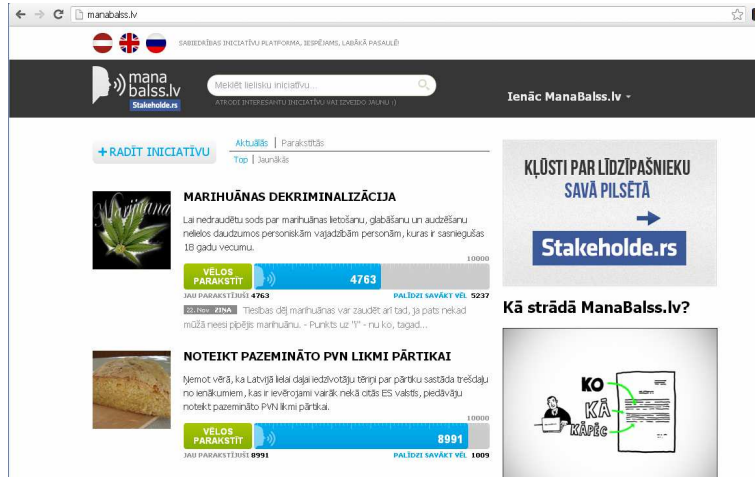 manabalss.lv
SABIEDRĪBAS INICIATĪVU PLATFORMA, IESPĒJAMS, LABĀKĀ PASAULĒ!
mana
balss.lv
Stakeholde.rs
Meklēt lielisku iniciatīvu...
ATRODI INTERESANTU INICIATĪVU VAI IZVEIDO JAUNU :)
Ienāc ManaBalss.lv
+ RADĪT INICIATĪVU
Aktuālās | Parakstītās
Top | Jaunākās
Marijuana
MARIHUĀNAS DEKRIMINALIZĀCIJA
Lai nedraudētu sods par marihuānas lietošanu, glabāšanu un audzēšanu
nelielos daudzumos personiskām vajadzībām personām, kuras ir sasniegušas
18 gadu vecumu.
10000
VĒLOS
PARAKSTĪT
4763
JAU PARAKSTĪJUŠI 4763
PALĪDZI SAVĀKT VĒL 5237
22. Nov ZIŅA Tiesības dēļ marihuānas var zaudēt arī tad, ja pats nekad
mūžā neesi pīpējis marihuānu. - Punkts uz "i" - nu ko, tagad...
NOTEIKT PAZEMINĀTO PVN LIKMI PĀRTIKAI
Ņemot vērā, ka Latvijā lielai daļai iedzīvotāju tēriņi par pārtiku sastāda trešdaļu
no ienākumiem, kas ir ievērojami vairāk nekā citās ES valstīs, piedāvāju
noteikt pazemināto PVN likmi pārtikai.
10000
VĒLOS
PARAKSTĪT
8991
JAU PARAKSTĪJUŠI 8991
PALĪDZI SAVĀKT VĒL 1009
KĻŪSTI PAR LĪDZĪPAŠNIEKU
SAVĀ PILSĒTĀ
Stakeholde.rs
Kā strādā ManaBalss.lv?
KO
KĀ
KĀPĒC